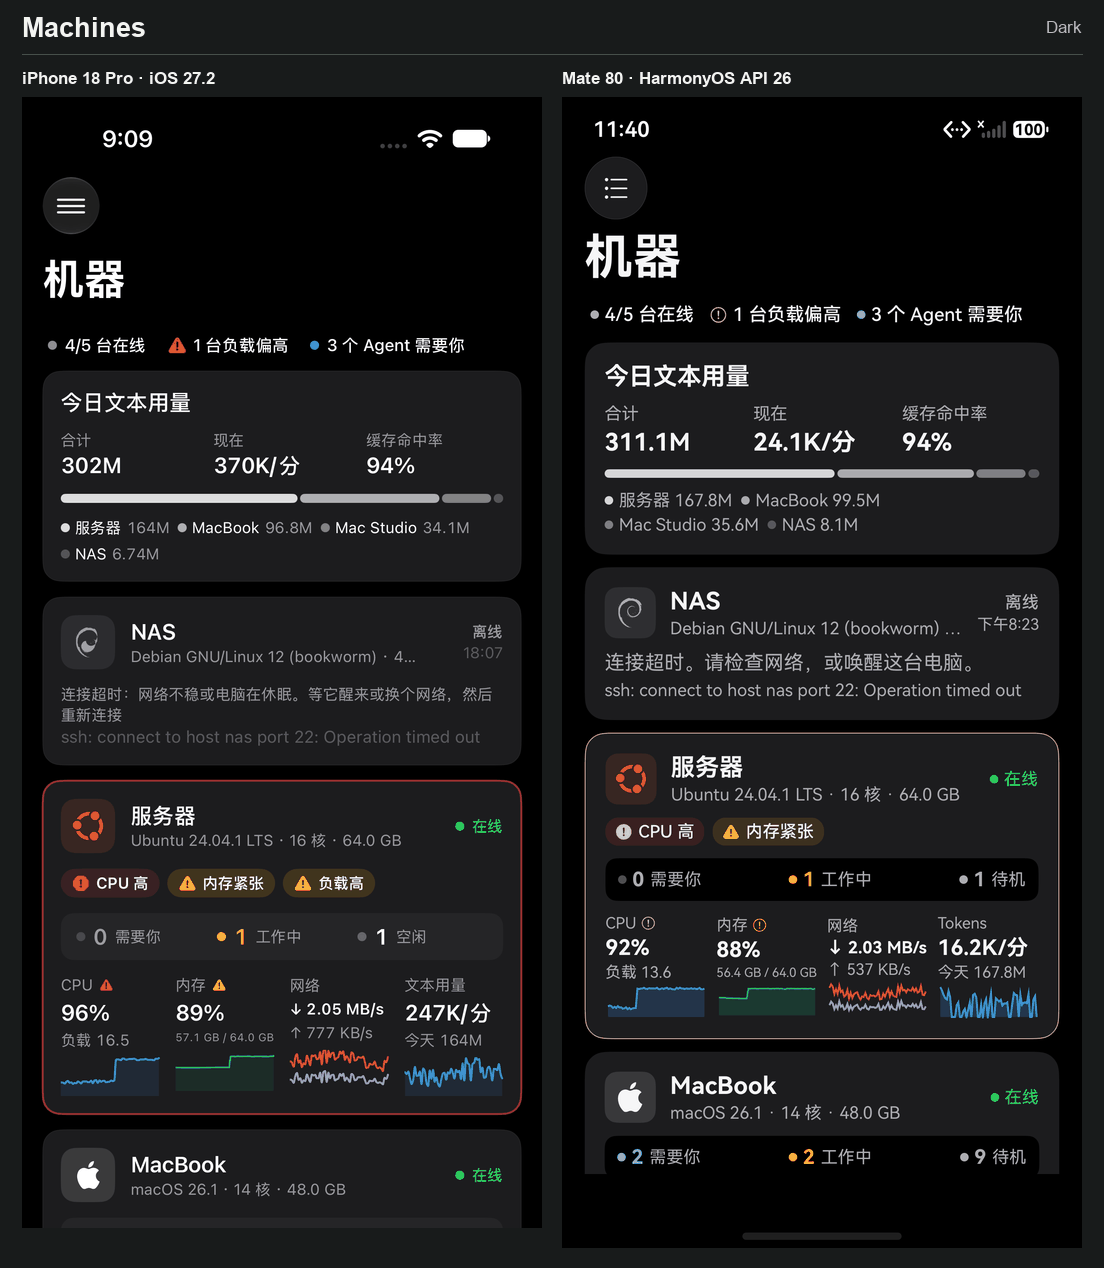 Machines
Dark
iPhone 18 Pro · iOS 27.2
9:09
机器
4/5 台在线 1 台负载偏高 3 个 Agent 需要你
今日文本用量
合计 现在 缓存命中率
302M 370K/分 94%
服务器 164M MacBook 96.8M Mac Studio 34.1M
NAS 6.74M
NAS
离线
Debian GNU/Linux 12 (bookworm) · 4...
18:07
连接超时：网络不稳或电脑在休眠。等它醒来或换个网络，然后
重新连接
ssh: connect to host nas port 22: Operation timed out
服务器
Ubuntu 24.04.1 LTS · 16 核 · 64.0 GB
在线
CPU 高 内存紧张 负载高
0 需要你 1 工作中 1 空闲
CPU 内存 网络 文本用量
96% 89% ↓ 2.05 MB/s 247K/分
负载 16.5 57.1 GB / 64.0 GB ↑ 777 KB/s 今天 164M
MacBook
macOS 26.1 · 14 核 · 48.0 GB
在线
Mate 80 · HarmonyOS API 26
11:40
100
机器
4/5 台在线 1 台负载偏高 3 个 Agent 需要你
今日文本用量
合计 现在 缓存命中率
311.1M 24.1K/分 94%
服务器 167.8M MacBook 99.5M
Mac Studio 35.6M NAS 8.1M
NAS
离线
Debian GNU/Linux 12 (bookworm) ...
下午8:23
连接超时。请检查网络，或唤醒这台电脑。
ssh: connect to host nas port 22: Operation timed out
服务器
Ubuntu 24.04.1 LTS · 16 核 · 64.0 GB
在线
CPU 高 内存紧张
0 需要你 1 工作中 1 待机
CPU 内存 网络 Tokens
92% 88% ↓ 2.03 MB/s 16.2K/分
负载 13.6 56.4 GB / 64.0 GB ↑ 537 KB/s 今天 167.8M
MacBook
macOS 26.1 · 14 核 · 48.0 GB
在线
2 需要你 2 工作中 9 待机